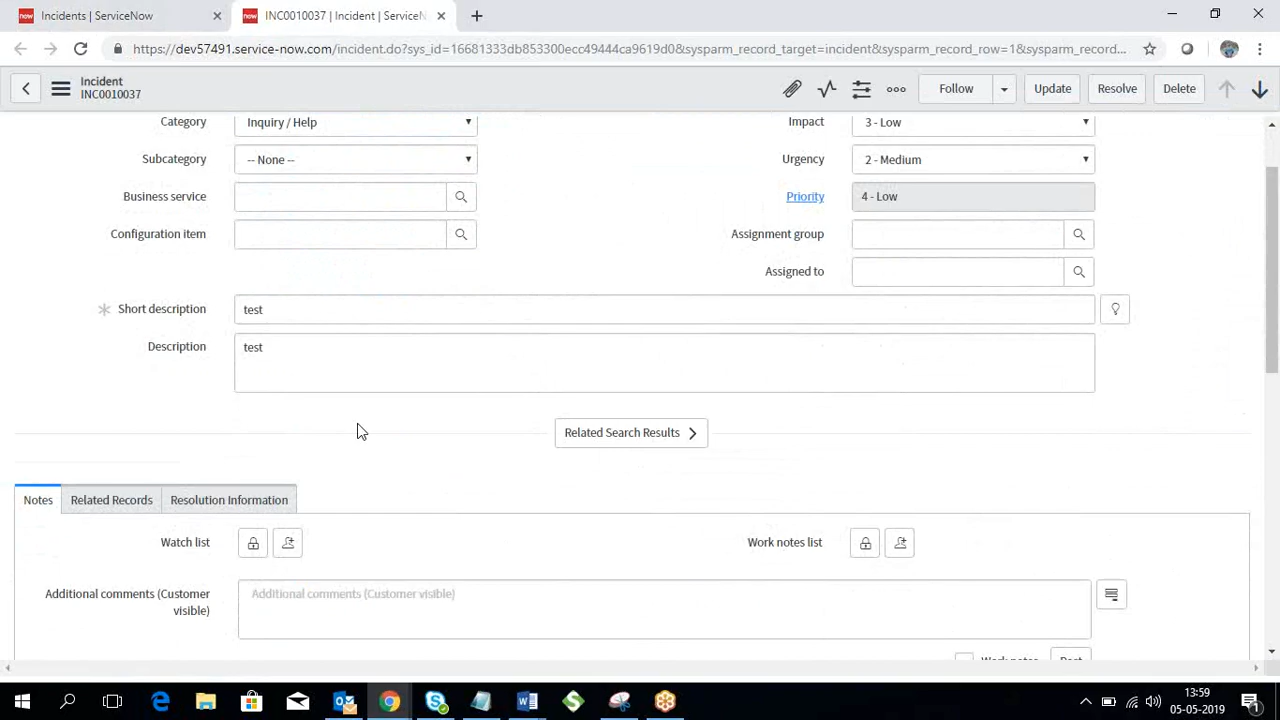 Incidents | ServiceNow
INC0010037 | Incident | ServiceN
https://dev57491.service-now.com/incident.do?sys_id=16681333db853300ecc49444ca9619d0&sysparm_record_target=incident&sysparm_record_row=1&sysparm_record...
Incident
INC0010037
Follow
Update
Resolve
Delete
Category
Inquiry / Help
Impact
3 - Low
Subcategory
-- None --
Urgency
2 - Medium
Business service
Priority
4 - Low
Configuration item
Assignment group
Assigned to
Short description
test
Description
test
Related Search Results
Notes
Related Records
Resolution Information
Watch list
Work notes list
Additional comments (Customer
visible)
Additional comments (Customer visible)
Work notes
Post
13:59
05-05-2019